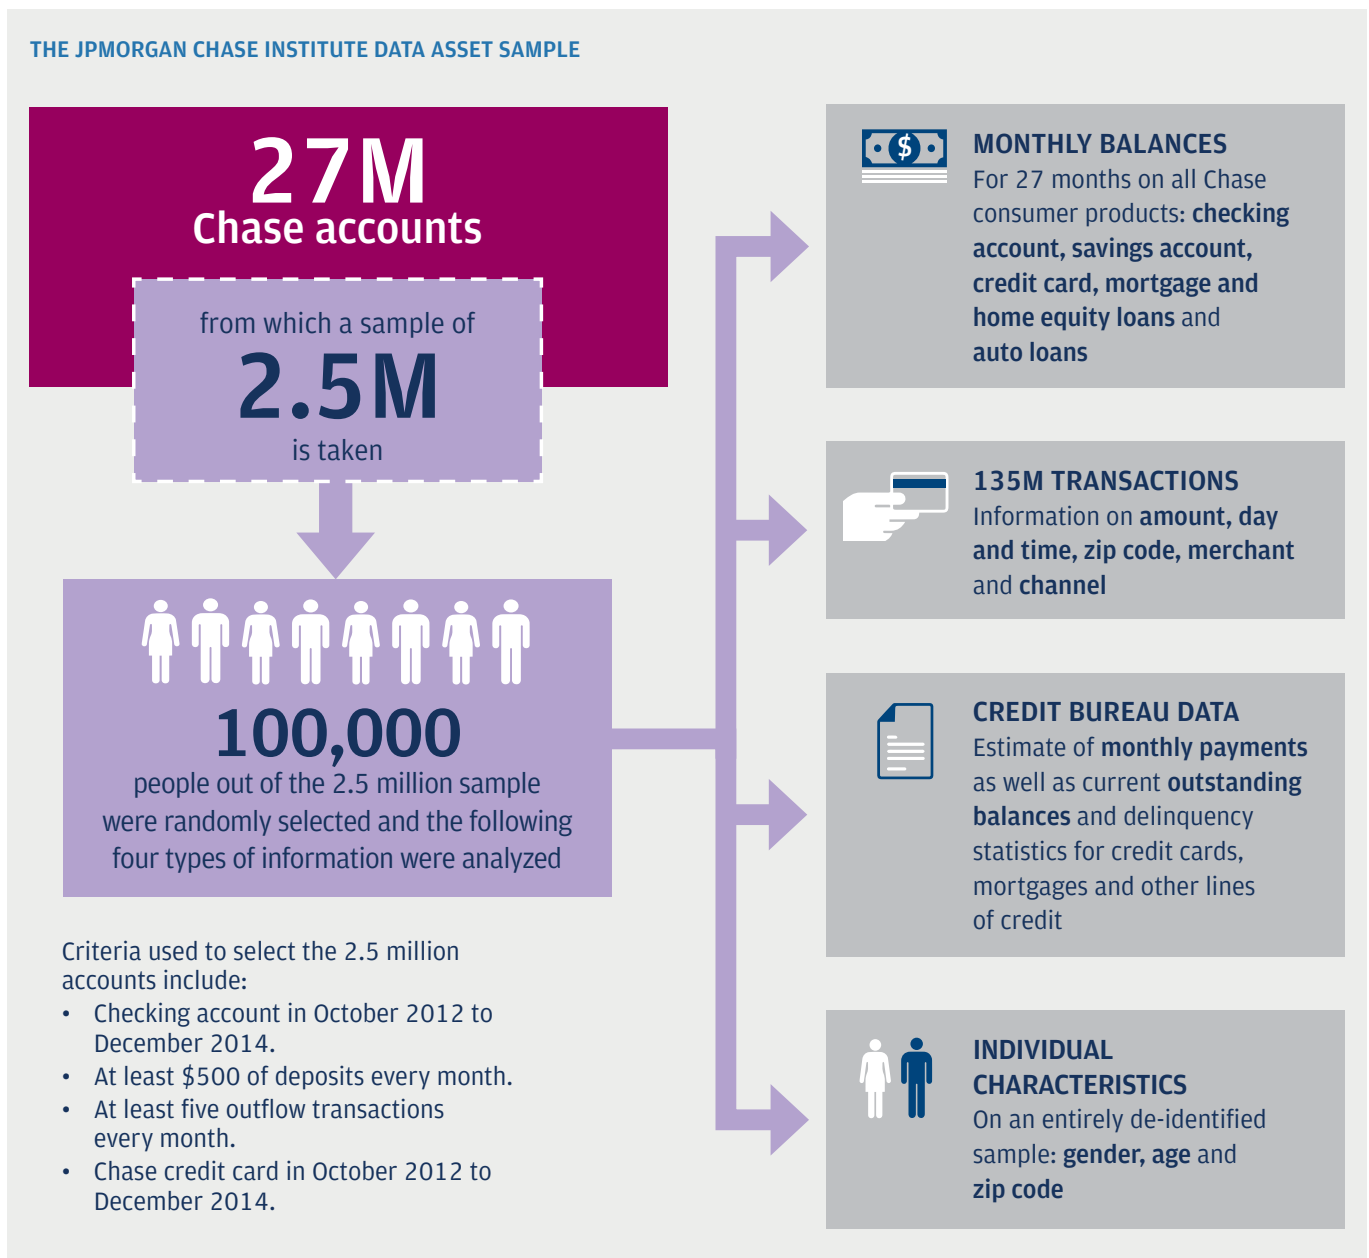 THE JPMORGAN CHASE INSTITUTE DATA ASSET SAMPLE
27M
Chase accounts
from which a sample of
2.5M
is taken
100,000
people out of the 2.5 million sample
were randomly selected and the following
four types of information were analyzed
Criteria used to select the 2.5 million
accounts include:
• Checking account in October 2012 to
December 2014.
• At least $500 of deposits every month.
• At least five outflow transactions
every month.
• Chase credit card in October 2012 to
December 2014.
$
MONTHLY BALANCES
For 27 months on all Chase
consumer products: checking
account, savings account,
credit card, mortgage and
home equity loans and
auto loans
135M TRANSACTIONS
Information on amount, day
and time, zip code, merchant
and channel
CREDIT BUREAU DATA
Estimate of monthly payments
as well as current outstanding
balances and delinquency
statistics for credit cards,
mortgages and other lines
of credit
INDIVIDUAL
CHARACTERISTICS
On an entirely de-identified
sample: gender, age and
zip code